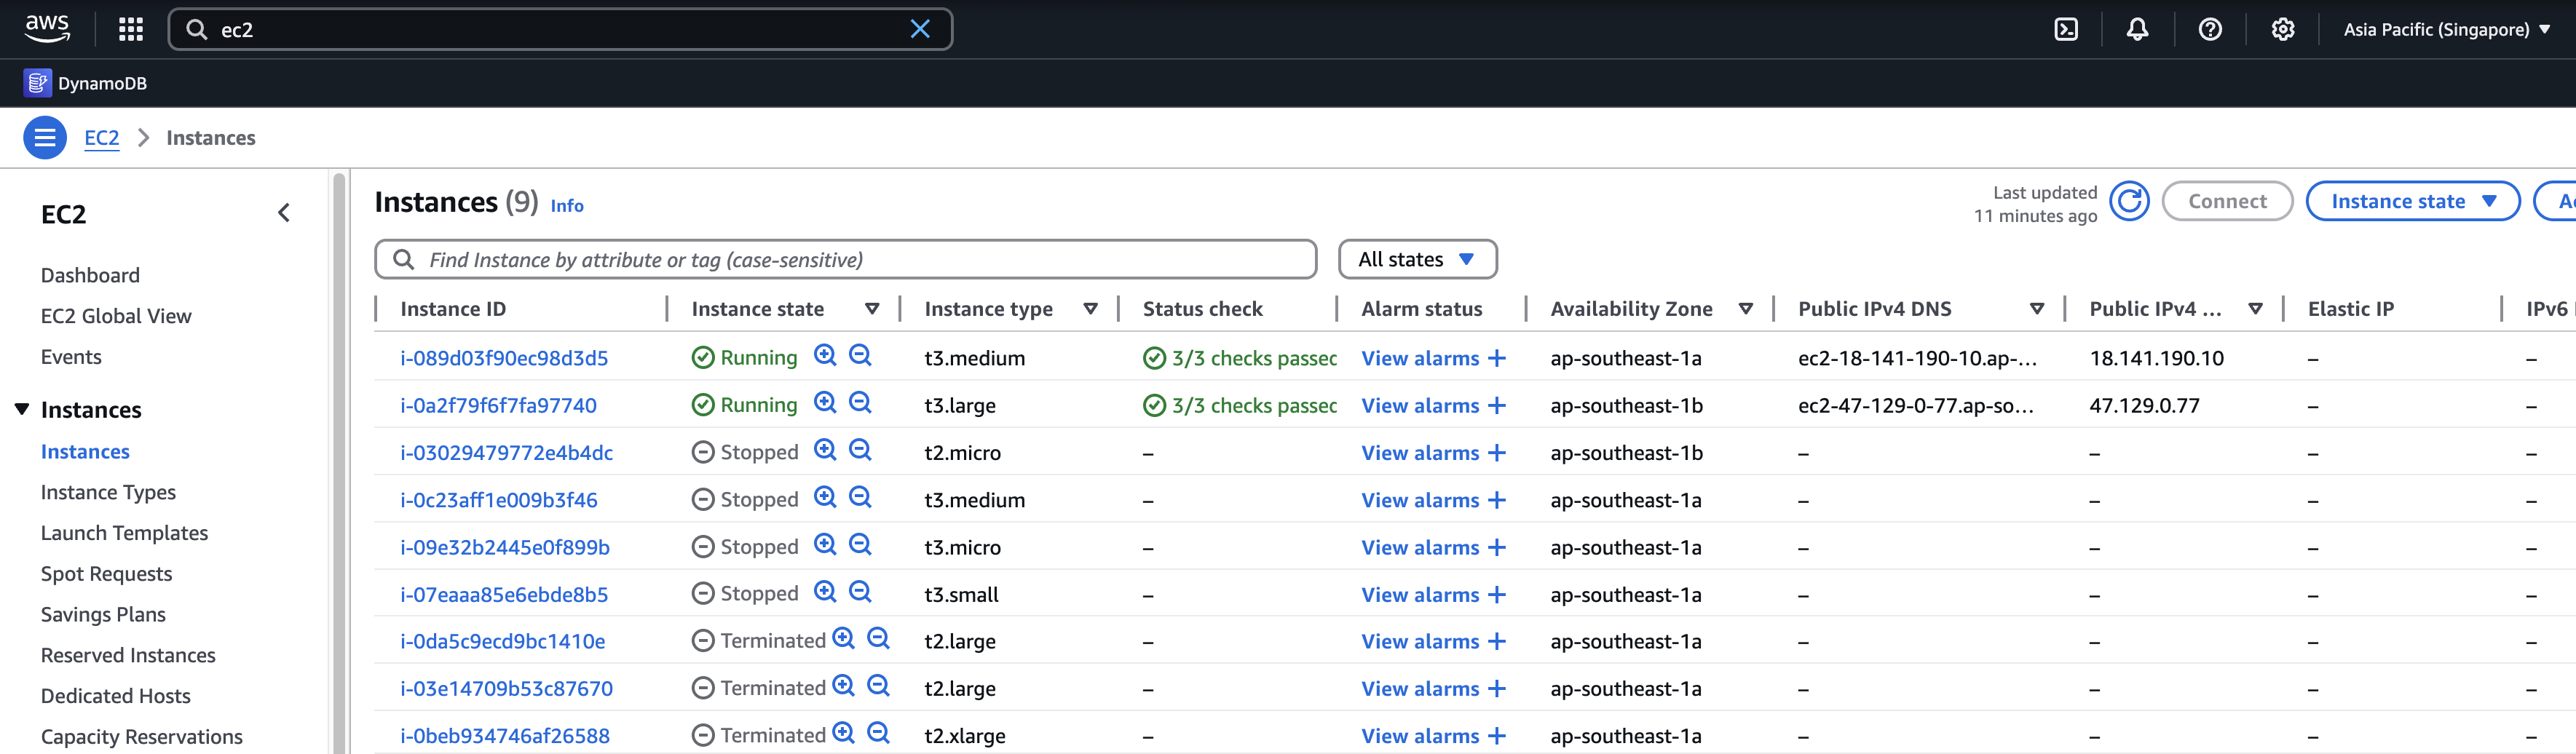 aws
ec2
Asia Pacific (Singapore)
DynamoDB
EC2 Instances
EC2
Dashboard
EC2 Global View
Events
Instances
Instances
Instance Types
Launch Templates
Spot Requests
Savings Plans
Reserved Instances
Dedicated Hosts
Capacity Reservations
Instances (9) Info
Last updated
11 minutes ago
Connect
Instance state
Find Instance by attribute or tag (case-sensitive)
All states
Instance ID Instance state Instance type Status check Alarm status Availability Zone Public IPv4 DNS Public IPv4 ... Elastic IP IPv6
i-089d03f90ec98d3d5 Running t3.medium 3/3 checks passed View alarms + ap-southeast-1a ec2-18-141-190-10.ap-... 18.141.190.10 – –
i-0a2f79f6f7fa97740 Running t3.large 3/3 checks passed View alarms + ap-southeast-1b ec2-47-129-0-77.ap-so... 47.129.0.77 – –
i-03029479772e4b4dc Stopped t2.micro – View alarms + ap-southeast-1b – – – –
i-0c23aff1e009b3f46 Stopped t3.medium – View alarms + ap-southeast-1a – – – –
i-09e32b2445e0f899b Stopped t3.micro – View alarms + ap-southeast-1a – – – –
i-07eaaa85e6ebde8b5 Stopped t3.small – View alarms + ap-southeast-1a – – – –
i-0da5c9ecd9bc1410e Terminated t2.large – View alarms + ap-southeast-1a – – – –
i-03e14709b53c87670 Terminated t2.large – View alarms + ap-southeast-1a – – – –
i-0beb934746af26588 Terminated t2.xlarge – View alarms + ap-southeast-1a – – – –